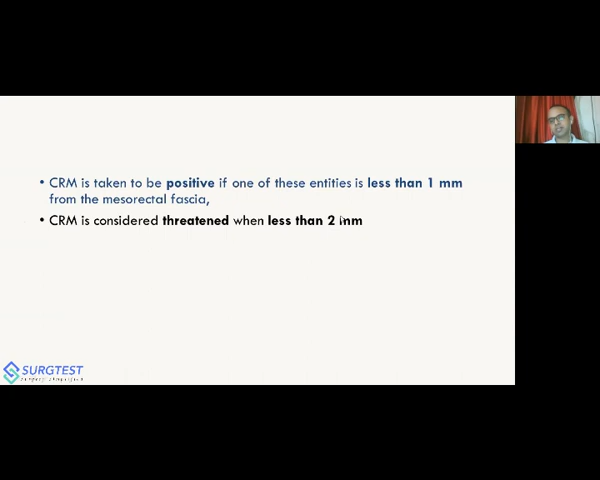 • CRM is taken to be positive if one of these entities is less than 1 mm
from the mesorectal fascia,
• CRM is considered threatened when less than 2 mm
SURGTEST